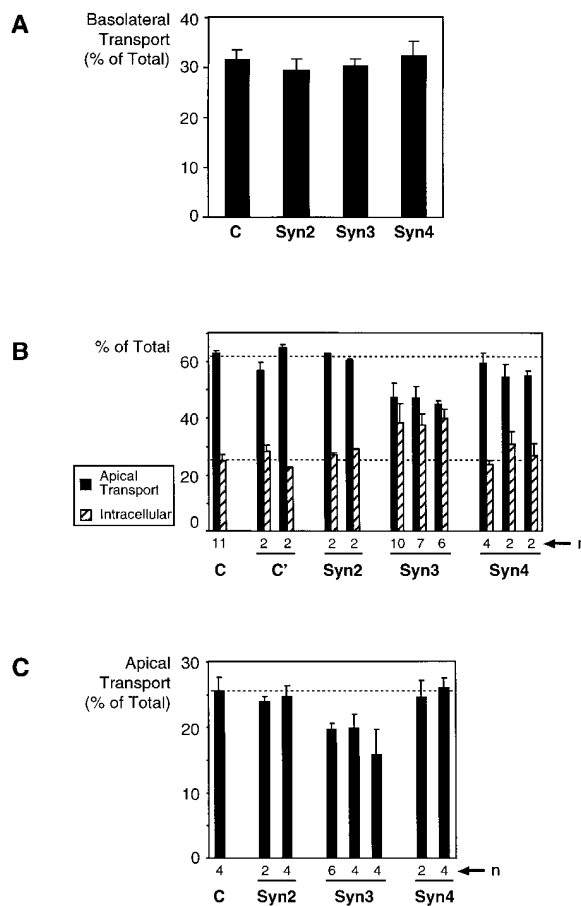 A
Basolateral
Transport
(% of Total)
40
30
20
10
0
C Syn2 Syn3 Syn4
B
% of Total
60
40
20
0
Apical
Transport
Intracellular
11 2 2 2 2 10 7 6 4 2 2
C C' Syn2 Syn3 Syn4
C
Apical
Transport
(% of Total)
30
20
10
0
4 2 4 6 4 4 2 4 n
C Syn2 Syn3 Syn4